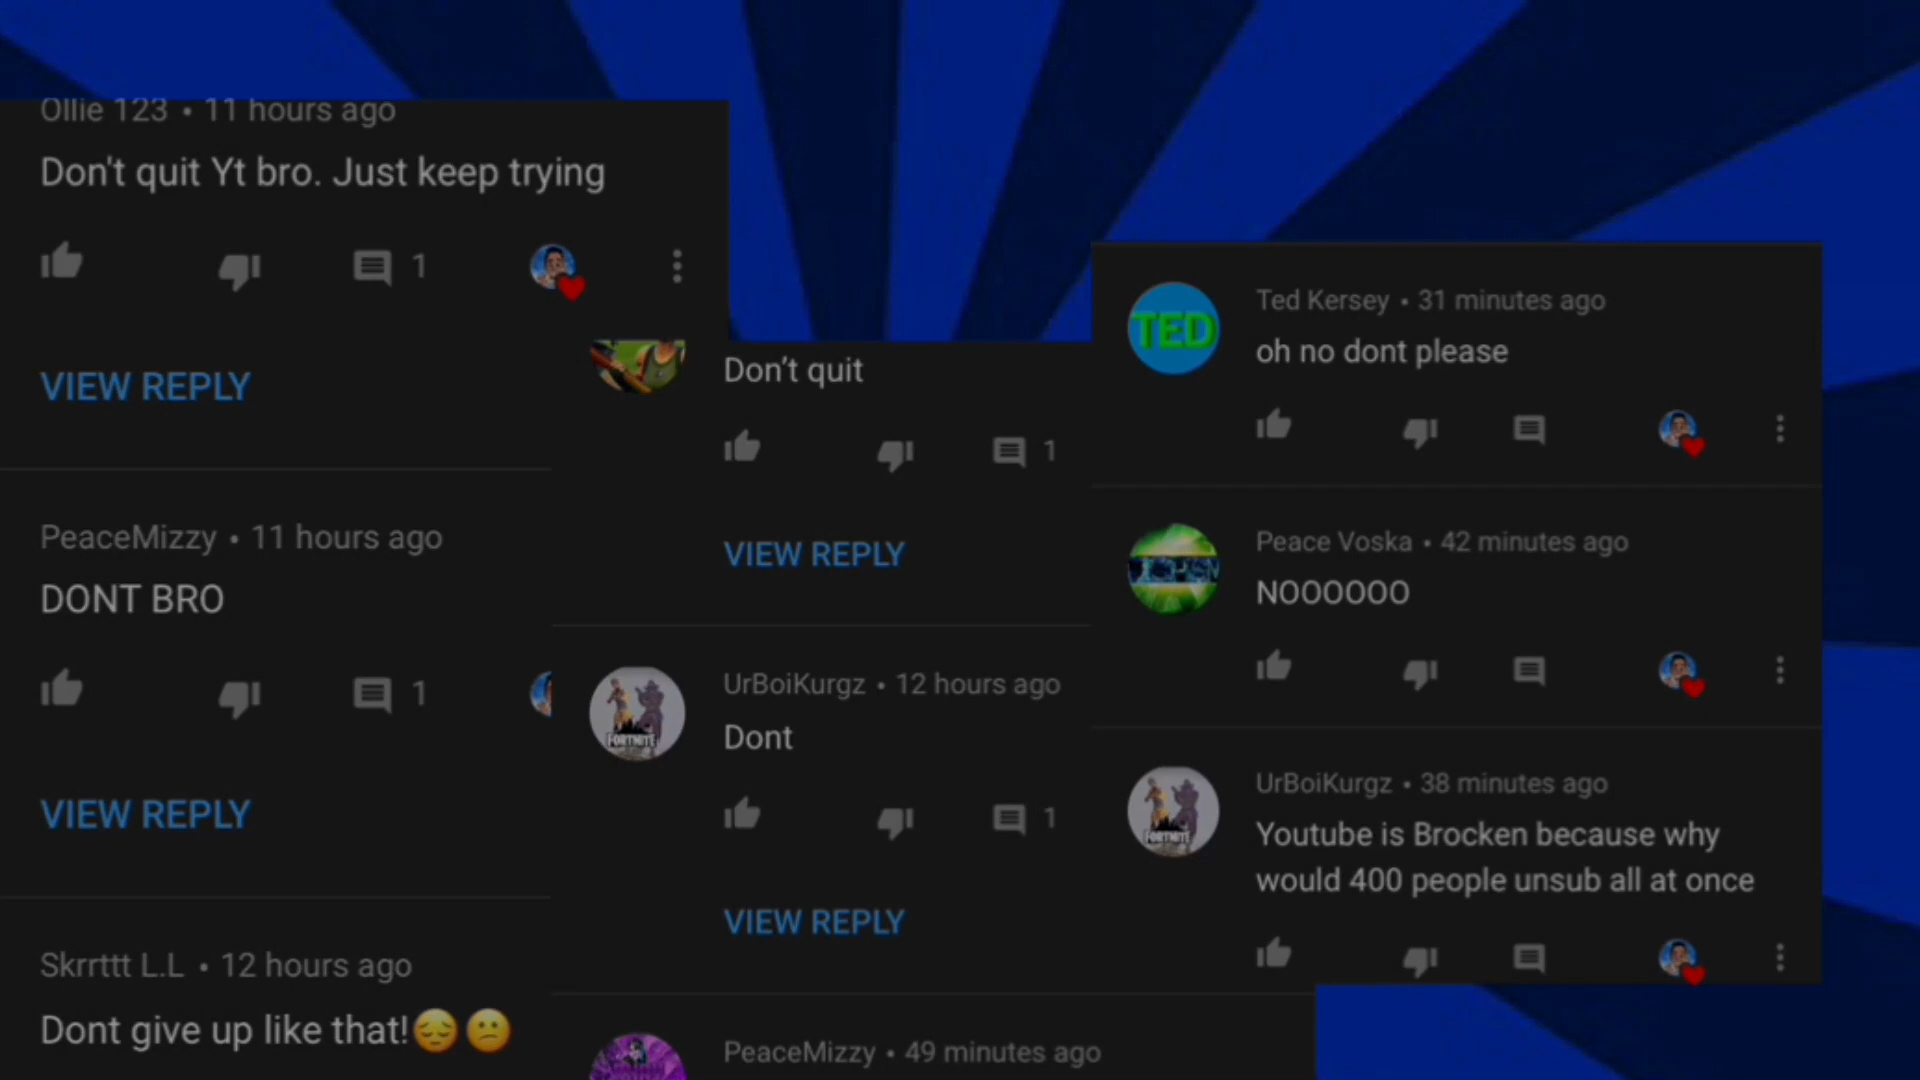 Ollie 123 • 11 hours ago
Don't quit Yt bro. Just keep trying
1
VIEW REPLY
PeaceMizzy • 11 hours ago
DONT BRO
1
VIEW REPLY
Skrrttt L.L • 12 hours ago
Dont give up like that!😔😕
Don’t quit
1
VIEW REPLY
FORTNITE
UrBoiKurgz • 12 hours ago
Dont
1
VIEW REPLY
PeaceMizzy • 49 minutes ago
TED
Ted Kersey • 31 minutes ago
oh no dont please
Peace Voska • 42 minutes ago
NOOOOOO
FORTNITE
UrBoiKurgz • 38 minutes ago
Youtube is Brocken because why
would 400 people unsub all at once